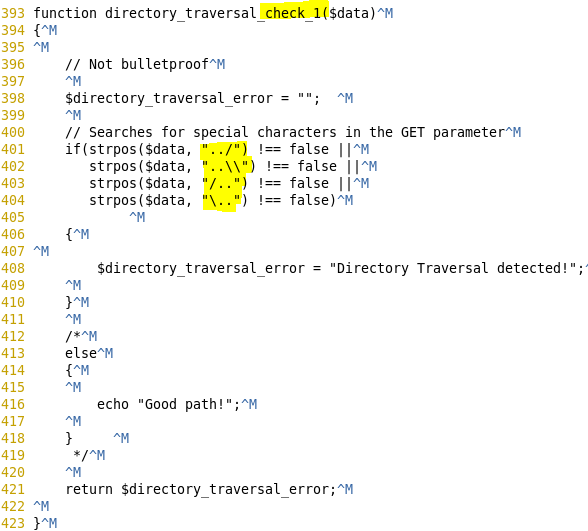 393 function directory_traversal_check_1($data)^M
394 {^M
395 ^M
396     // Not bulletproof^M
397     ^M
398     $directory_traversal_error = "";  ^M
399     ^M
400     // Searches for special characters in the GET parameter^M
401     if(strpos($data, "../") !== false ||^M
402        strpos($data, "..\\") !== false ||^M
403        strpos($data, "/..") !== false ||^M
404        strpos($data, "\..") !== false)^M
405             ^M
406     {^M
407 ^M
408         $directory_traversal_error = "Directory Traversal detected!";^
409     ^M
410     }^M
411     ^M
412     /*^M
413     else^M
414     {^M
415     ^M
416         echo "Good path!";^M
417     ^M
418     }     ^M
419      */^M
420     ^M
421     return $directory_traversal_error;^M
422 ^M
423 }^M